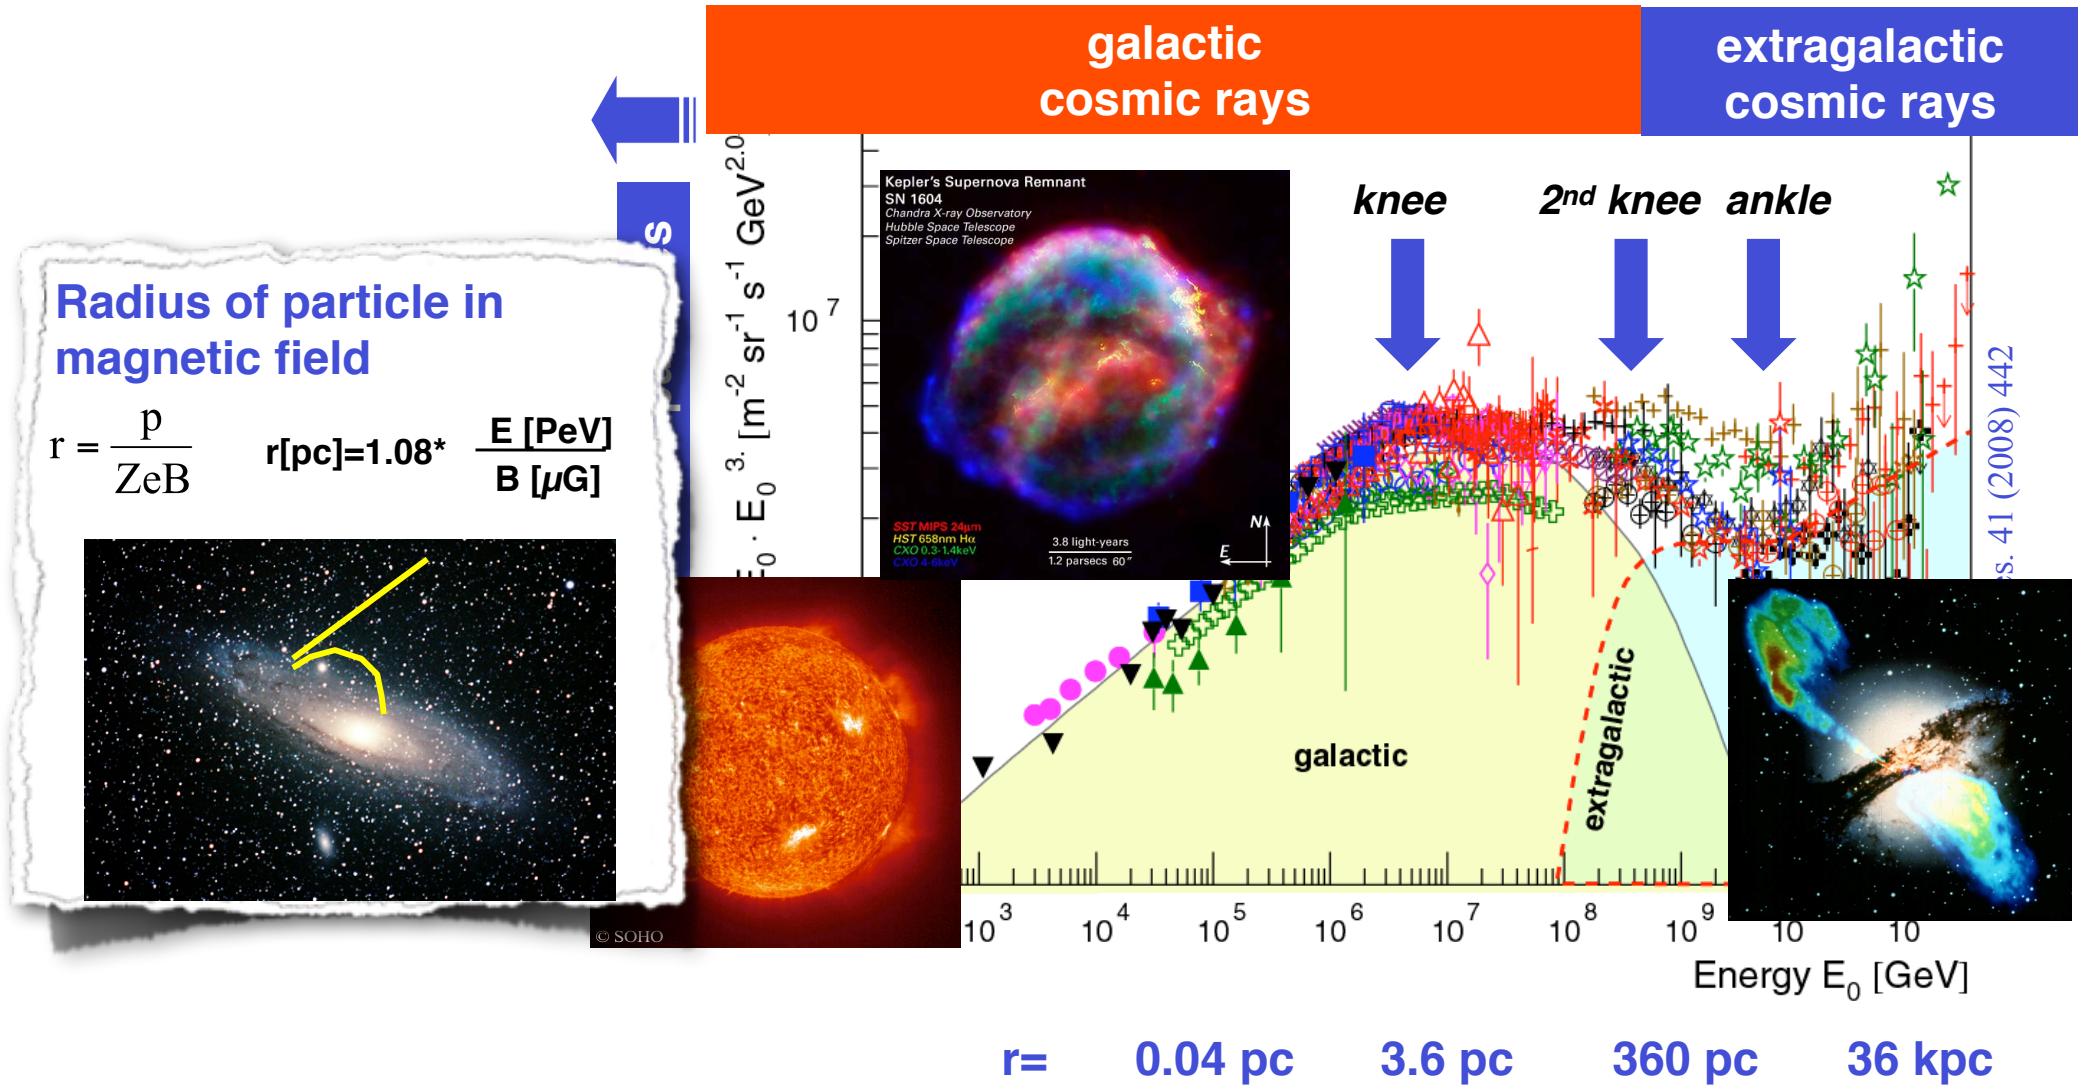 galactic
cosmic rays
extragalactic
cosmic rays
Radius of particle in
magnetic field
r = p / ZeB
r[pc]=1.08* E [PeV] / B [µG]
Kepler's Supernova Remnant
SN 1604
Chandra X-ray Observatory
Hubble Space Telescope
Spitzer Space Telescope
SST MIPS 24µm
HST 658nm Hα
CXO 0.3-1.4keV
CXO 4-6keV
3.8 light-years
1.2 parsecs 60″
N
E
knee
2nd knee
ankle
10^7
E_0 · E_0^3. [m^-2 sr^-1 s^-1 GeV^2.0
41 (2008) 442
galactic
extragalactic
© SOHO
10^3 10^4 10^5 10^6 10^7 10^8 10^9 10 10
Energy E_0 [GeV]
r= 0.04 pc 3.6 pc 360 pc 36 kpc